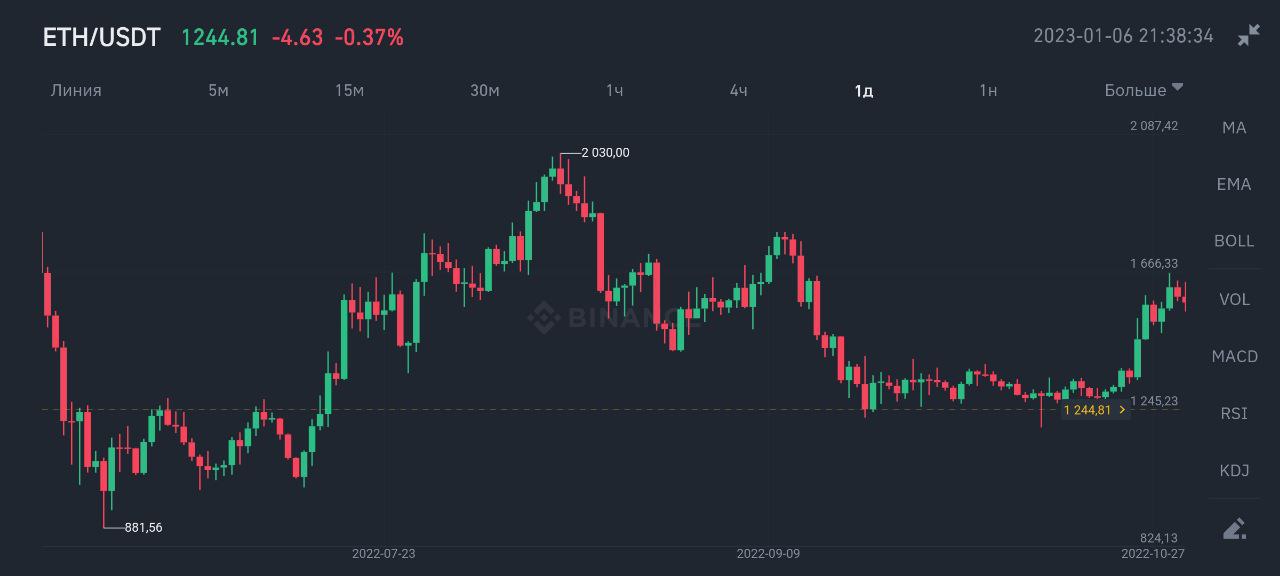 ETH/USDT 1244.81 -4.63 -0.37% 2023-01-06 21:38:34
Линия 5м 15м 30м 1ч 4ч 1д 1н Больше
2 087,42
MA
2 030,00
EMA
BOLL
1 666,33
VOL
BINANCE
MACD
1 245,23
1 244,81
RSI
KDJ
881,56
824,13
2022-07-23 2022-09-09 2022-10-27